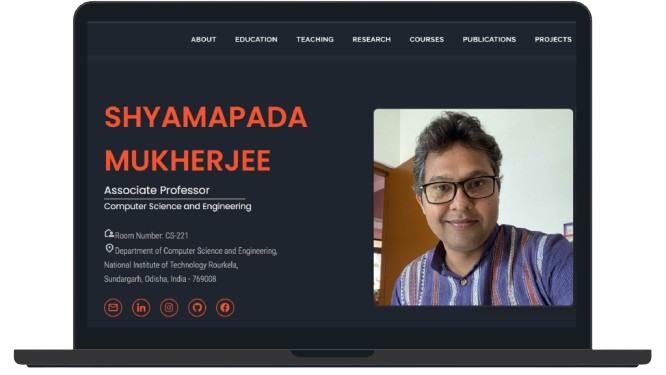 ABOUT EDUCATION TEACHING RESEARCH COURSES PUBLICATIONS PROJECTS
SHYAMAPADA
MUKHERJEE
Associate Professor
Computer Science and Engineering
Room Number: CS-221
Department of Computer Science and Engineering,
National Institute of Technology Rourkela,
Sundargarh, Odisha, India - 769008
in